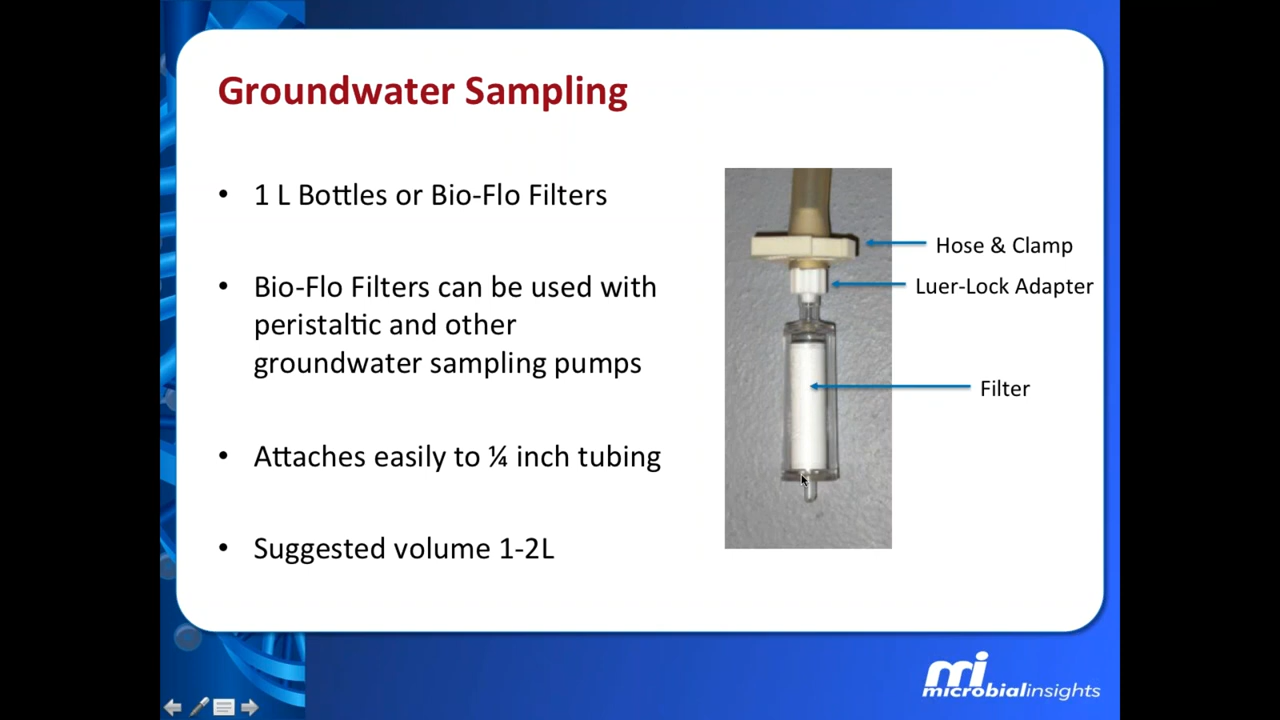 Groundwater Sampling
• 1 L Bottles or Bio-Flo Filters
• Bio-Flo Filters can be used with
peristaltic and other
groundwater sampling pumps
• Attaches easily to ¼ inch tubing
• Suggested volume 1-2L
Hose & Clamp
Luer-Lock Adapter
Filter
mi
microbialinsights